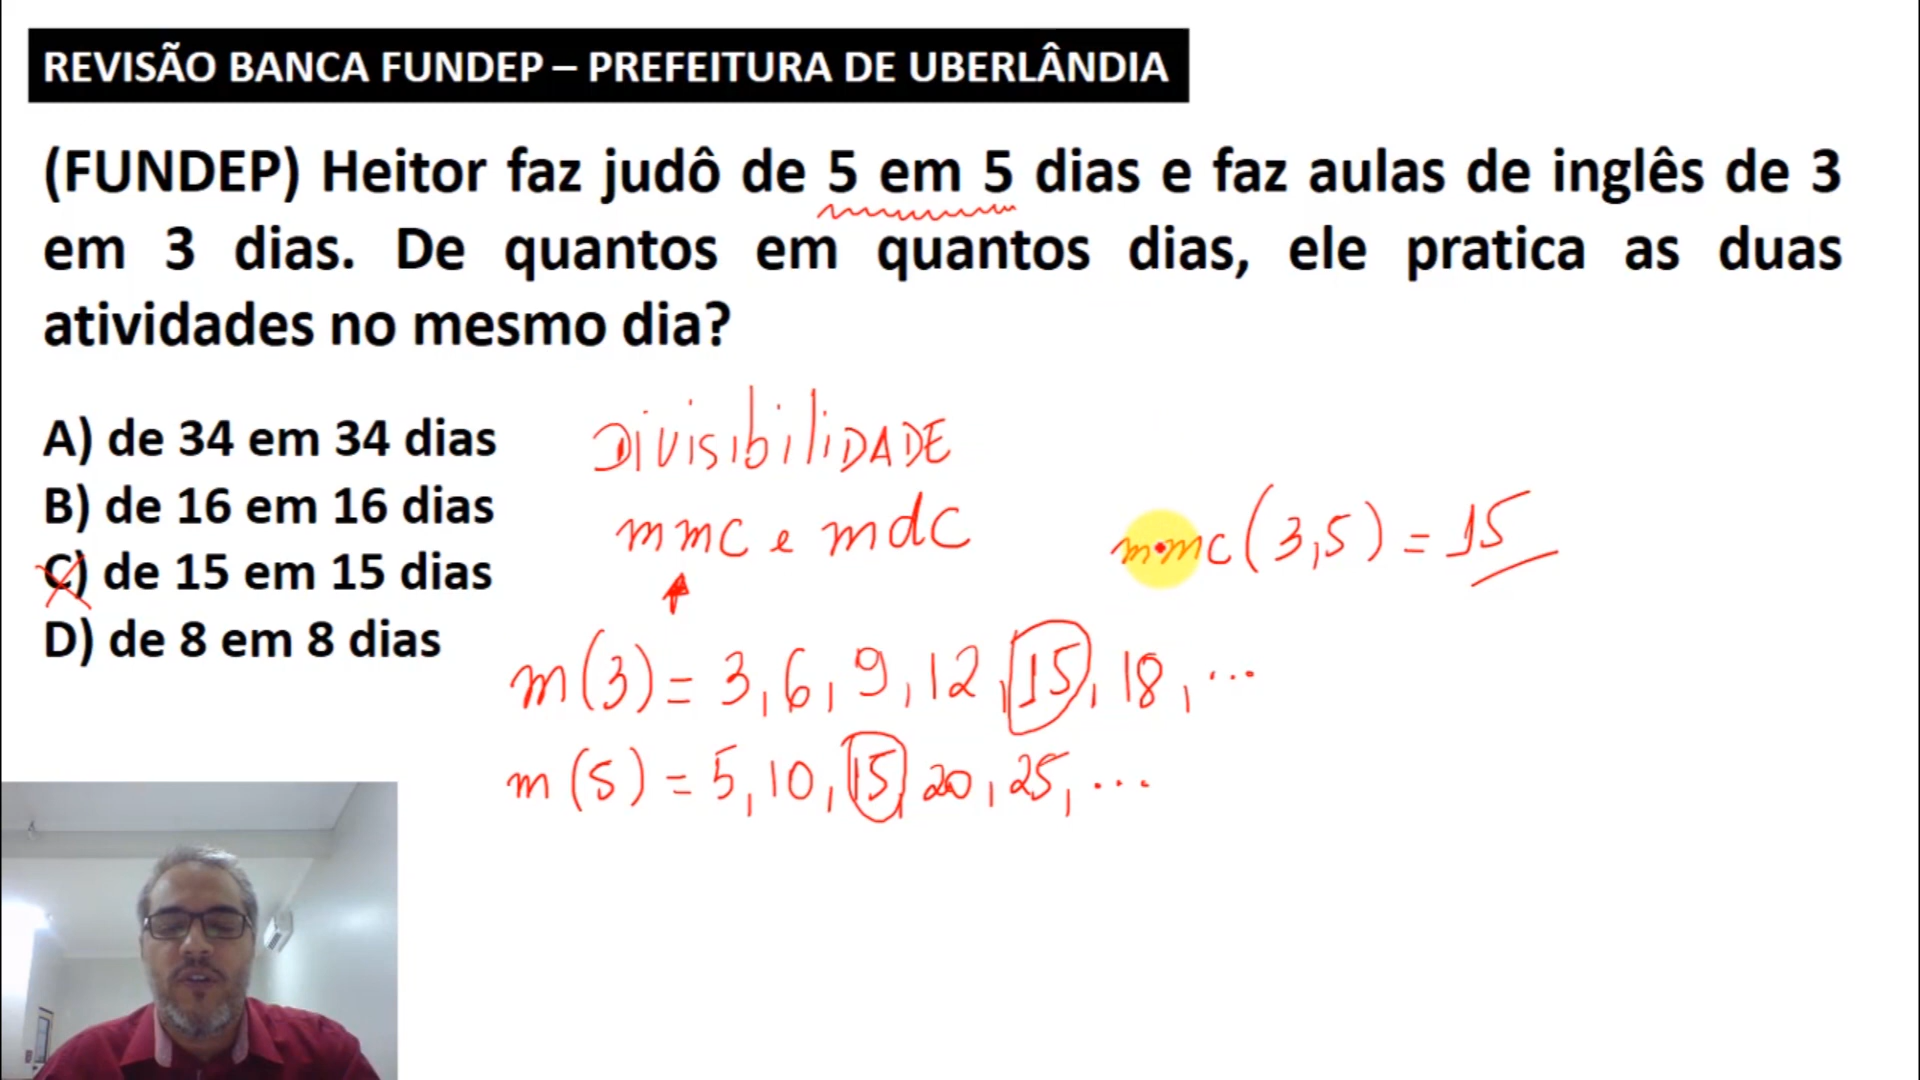 REVISÃO BANCA FUNDEP – PREFEITURA DE UBERLÂNDIA
(FUNDEP) Heitor faz judô de 5 em 5 dias e faz aulas de inglês de 3
em 3 dias. De quantos em quantos dias, ele pratica as duas
atividades no mesmo dia?
A) de 34 em 34 dias
B) de 16 em 16 dias
C) de 15 em 15 dias
D) de 8 em 8 dias
DivisibiliDADE
mmc e mdc
mmc(3,5) = 15
m(3) = 3, 6, 9, 12, 15, 18, ...
m(5) = 5, 10, 15, 20, 25, ...